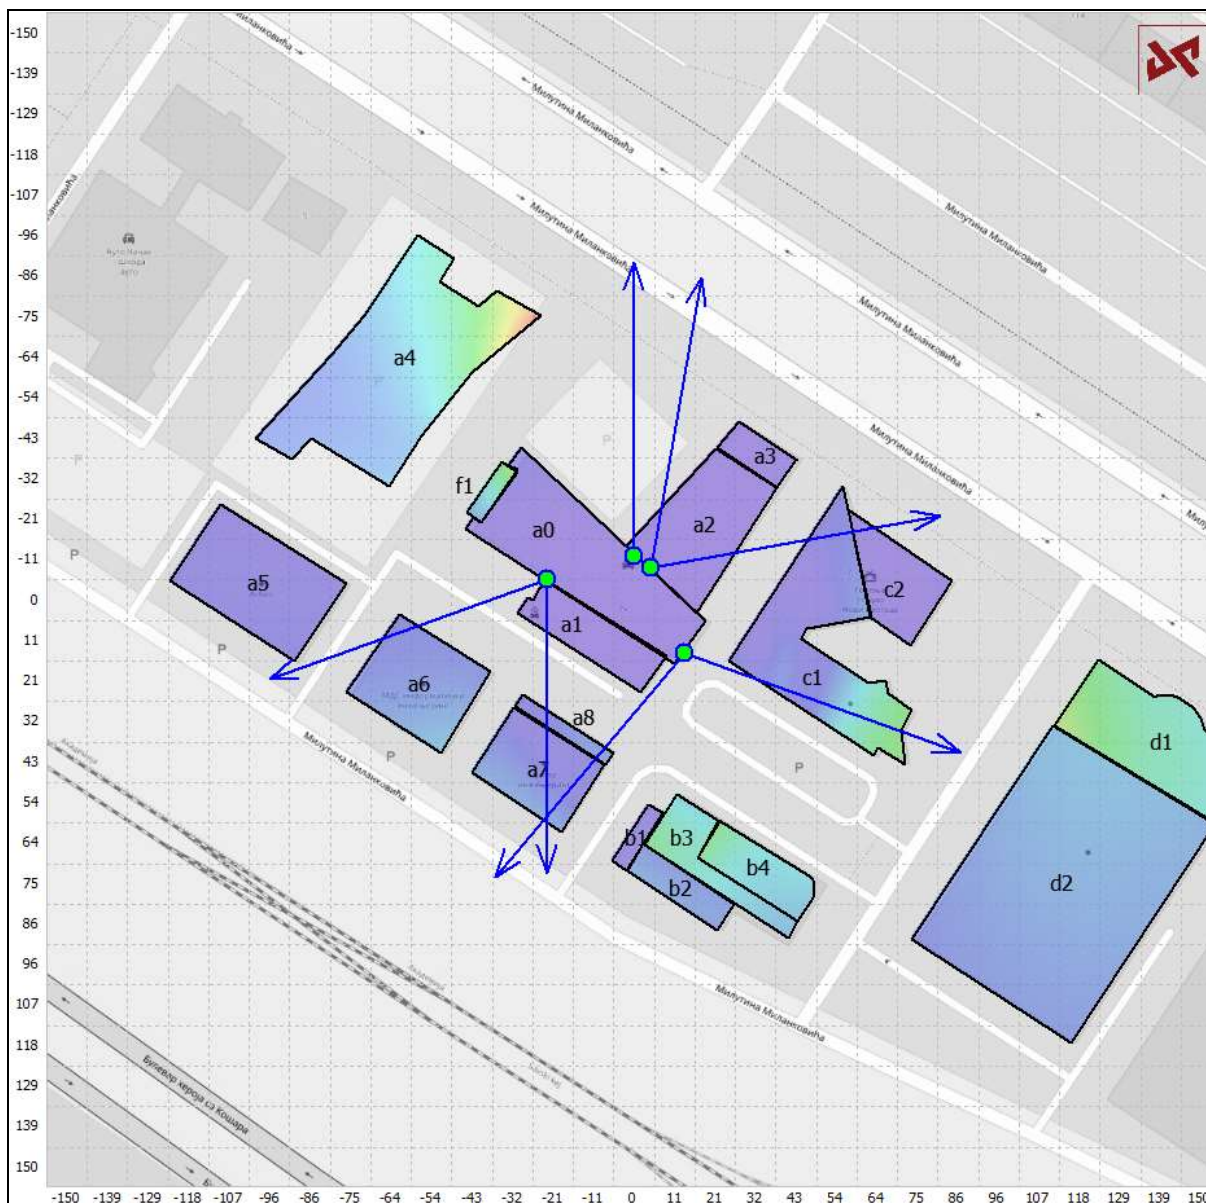 -150
-139
-129
-118
-107
-96
-86
-75
-64
-54
-43
-32
-21
-11
0
11
21
32
43
54
64
75
86
96
107
118
129
139
150
Милутина Миланковића
Милутина Миланковића
Милутина Миланковића
Милутина Миланковића
Милутина Миланковића
a4
a3
f1
a0
a2
P
P
P
a5
c2
a1
a6
c1
P
a8
a7
d1
P
P
b1
b3
b4
b2
d2
Милутина Миланковића
Милутина Миланковића
Булевар хероја са Кошара
-150 -139 -129 -118 -107 -96 -86 -75 -64 -54 -43 -32 -21 -11 0 11 21 32 43 54 64 75 86 96 107 118 129 139 150